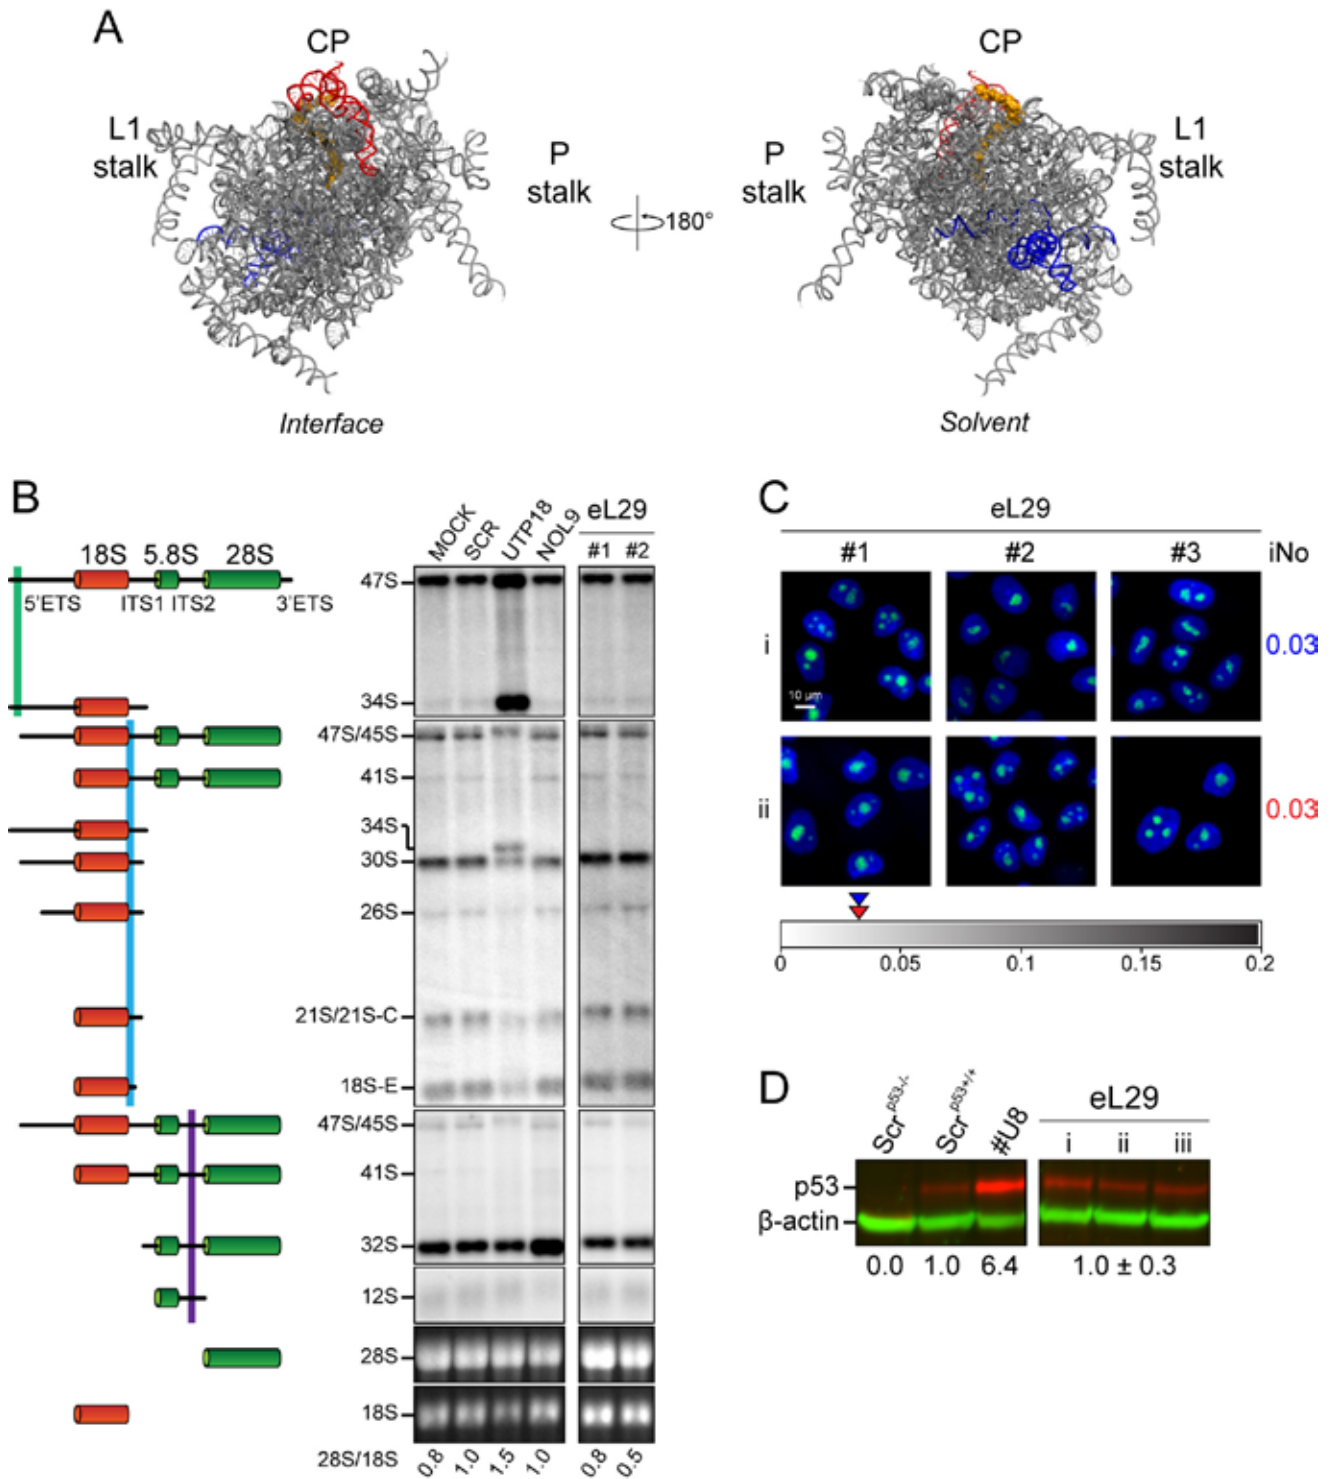 A
CP
L1
stalk
P
stalk
180°
CP
P
stalk
L1
stalk
Interface
Solvent
B
18S 5.8S 28S
5'ETS ITS1 ITS2 3'ETS
MOCK SCR UTP18 NOL9
eL29
#1 #2
47S
34S
47S/45S
41S
34S
30S
26S
21S/21S-C
18S-E
47S/45S
41S
32S
12S
28S
18S
28S/18S 0.8 1.0 1.5 1.0 0.8 0.5
C
eL29
#1 #2 #3 iNo
i 0.03
10 µm
ii 0.03
0 0.05 0.1 0.15 0.2
D
Scr p53-/- Scr p53+/+ #U8
eL29
i ii iii
p53
β-actin
0.0 1.0 6.4 1.0 ± 0.3